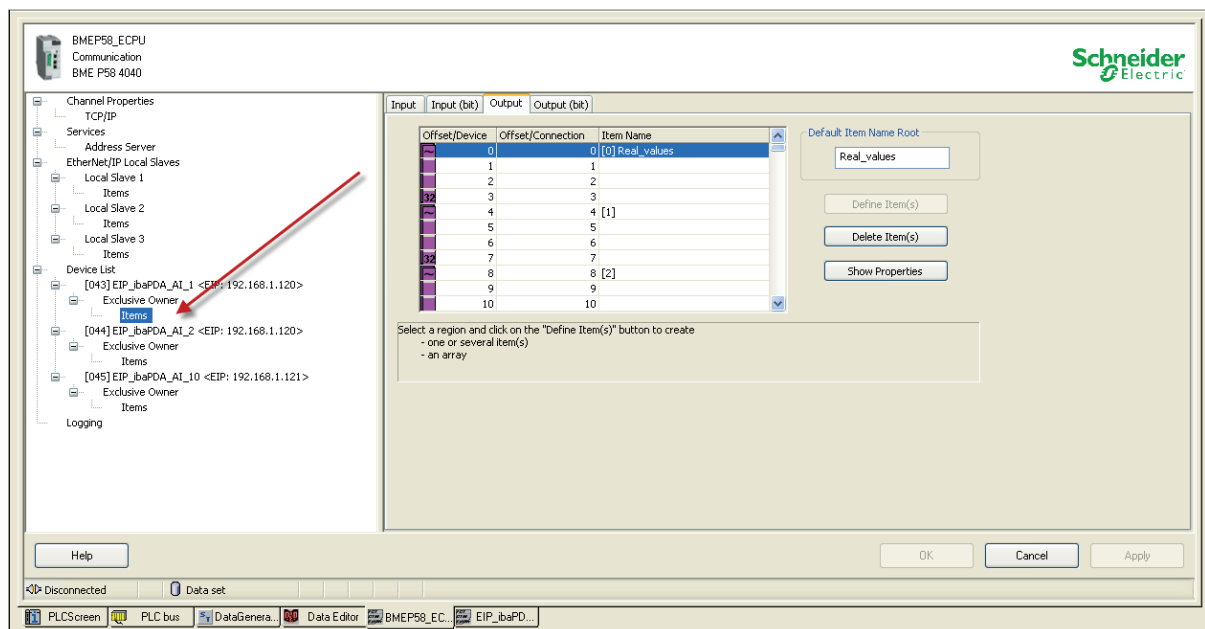 BMEP58_ECPU
Communication
BME P58 4040
Schneider
Electric
Channel Properties
TCP/IP
Services
Address Server
EtherNet/IP Local Slaves
Local Slave 1
Items
Local Slave 2
Items
Local Slave 3
Items
Device List
[043] EIP_ibaPDA_AI_1 <EIP: 192.168.1.120>
Exclusive Owner
Items
[044] EIP_ibaPDA_AI_2 <EIP: 192.168.1.120>
Exclusive Owner
Items
[045] EIP_ibaPDA_AI_10 <EIP: 192.168.1.121>
Exclusive Owner
Items
Logging
Input Input (bit) Output Output (bit)
Offset/Device Offset/Connection Item Name
0 0 [0] Real_values
1 1
2 2
32 3 3
4 4 [1]
5 5
6 6
32 7 7
8 8 [2]
9 9
10 10
Default Item Name Root
Real_values
Define Item(s)
Delete Item(s)
Show Properties
Select a region and click on the "Define Item(s)" button to create
- one or several item(s)
- an array
Help OK Cancel Apply
Disconnected Data set
PLCScreen PLC bus DataGenera... Data Editor BMEP58_EC... EIP_ibaPD...